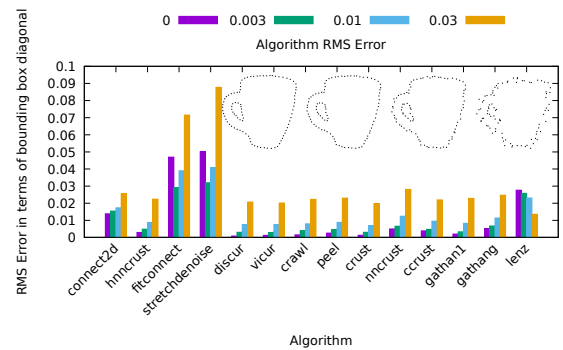 0 0.003 0.01 0.03
Algorithm RMS Error
RMS Error in terms of bounding box diagonal
0.1
0.09
0.08
0.07
0.06
0.05
0.04
0.03
0.02
0.01
0
connect2d
hnncrust
fitconnect
stretchdenoise
discur
vicur
crawl
peel
crust
nncrust
ccrust
gathan1
gathang
lenz
Algorithm